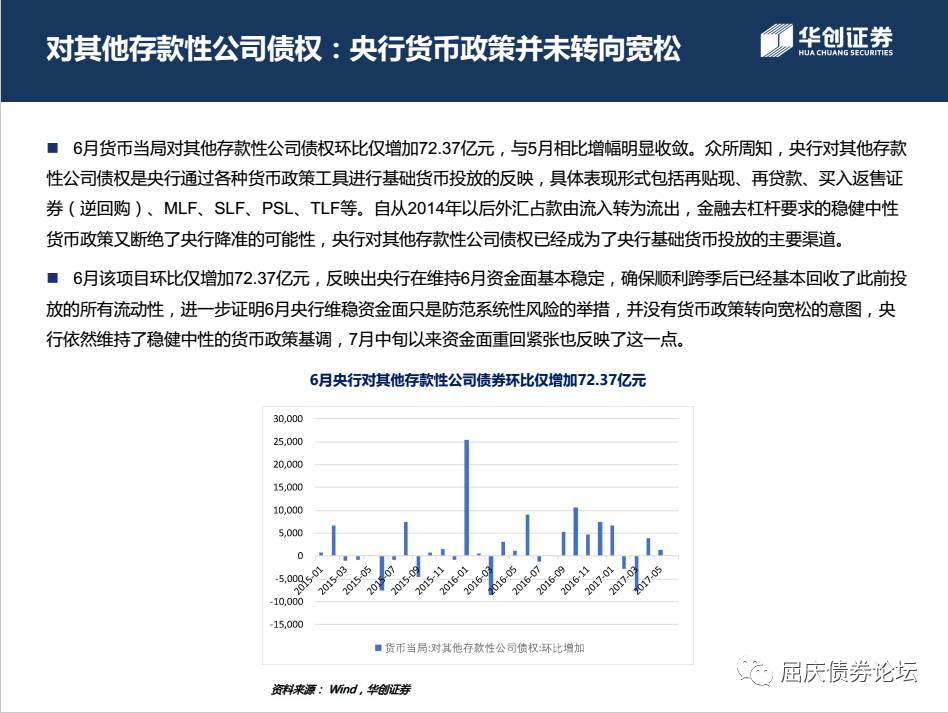 对其他存款性公司债权：央行货币政策并未转向宽松
华创证券
HUA CHUANG SECURITIES
■ 6月货币当局对其他存款性公司债权环比仅增加72.37亿元，与5月相比增幅明显收敛。众所周知，央行对其他存款
性公司债权是央行通过各种货币政策工具进行基础货币投放的反映，具体表现形式包括再贴现、再贷款、买入返售证
券（逆回购）、MLF、SLF、PSL、TLF等。自从2014年以后外汇占款由流入转为流出，金融去杠杆要求的稳健中性
货币政策又断绝了央行降准的可能性，央行对其他存款性公司债权已经成为了央行基础货币投放的主要渠道。
■ 6月该项目环比仅增加72.37亿元，反映出央行在维持6月资金面基本稳定，确保顺利跨季后已经基本回收了此前投
放的所有流动性，进一步证明6月央行维稳资金面只是防范系统性风险的举措，并没有货币政策转向宽松的意图，央
行依然维持了稳健中性的货币政策基调，7月中旬以来资金面重回紧张也反映了这一点。
6月央行对其他存款性公司债券环比仅增加72.37亿元
30,000
25,000
20,000
15,000
10,000
5,000
0
-5,000
-10,000
-15,000
2015-01
2015-03
2015-05
2015-07
2015-09
2015-11
2016-01
2016-03
2016-05
2016-07
2016-09
2016-11
2017-01
2017-03
2017-05
货币当局:对其他存款性公司债权:环比增加
资料来源： Wind，华创证券
屈庆债券论坛